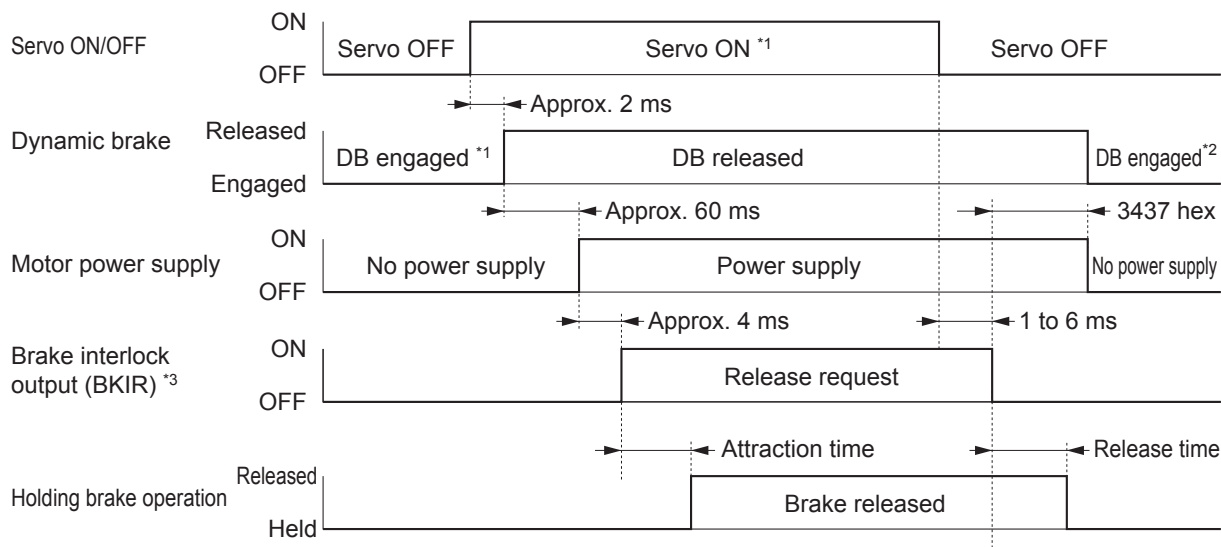 ON
Servo ON/OFF
Servo OFF
Servo ON *1
Servo OFF
OFF
Approx. 2 ms
Released
Dynamic brake
DB engaged *1
DB released
DB engaged*2
Engaged
Approx. 60 ms
3437 hex
ON
Motor power supply
No power supply
Power supply
No power supply
OFF
Approx. 4 ms
1 to 6 ms
ON
Brake interlock
output (BKIR) *3
Release request
OFF
Attraction time
Release time
Released
Holding brake operation
Brake released
Held